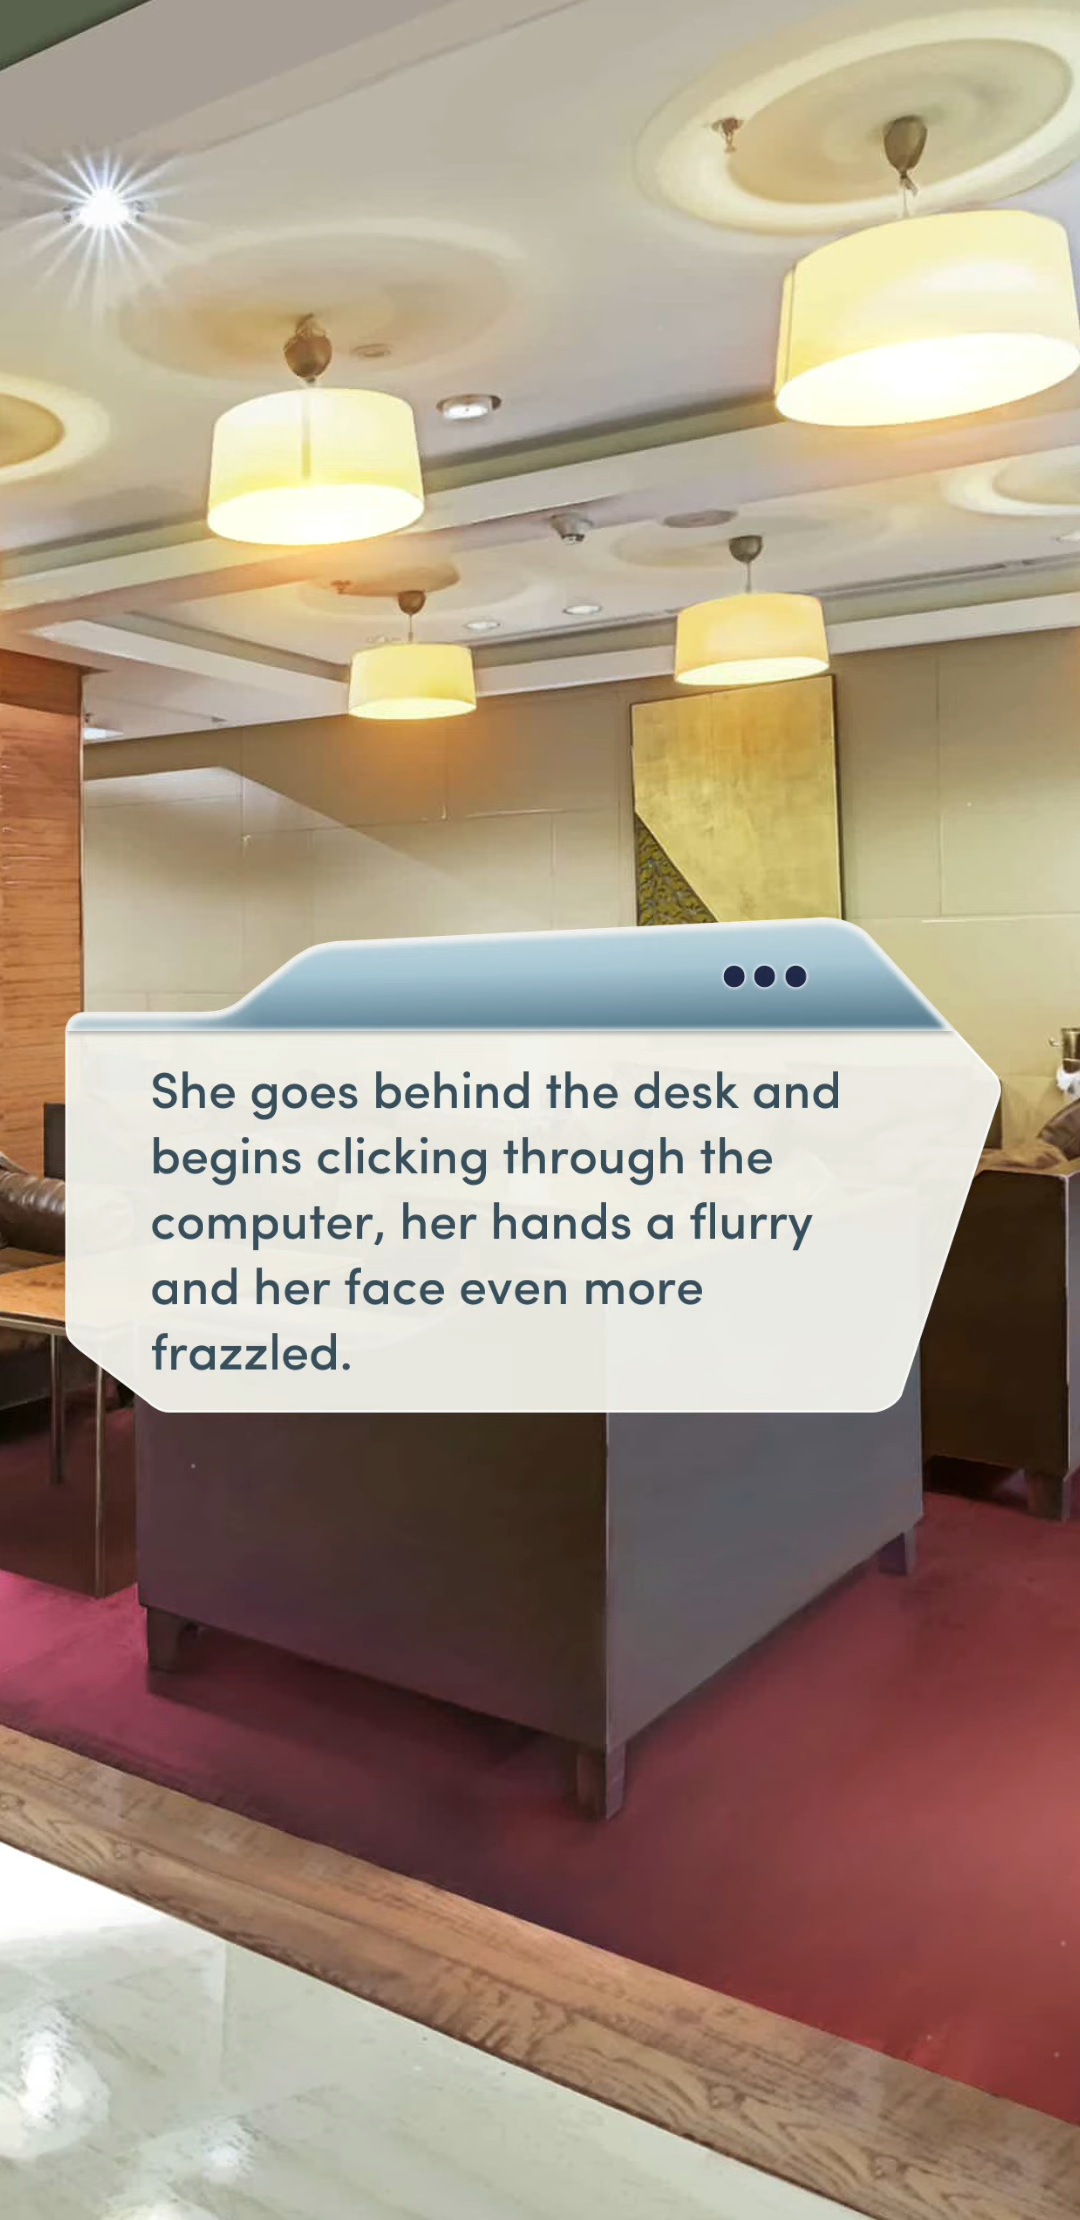 She goes behind the desk and
begins clicking through the
computer, her hands a flurry
and her face even more
frazzled.